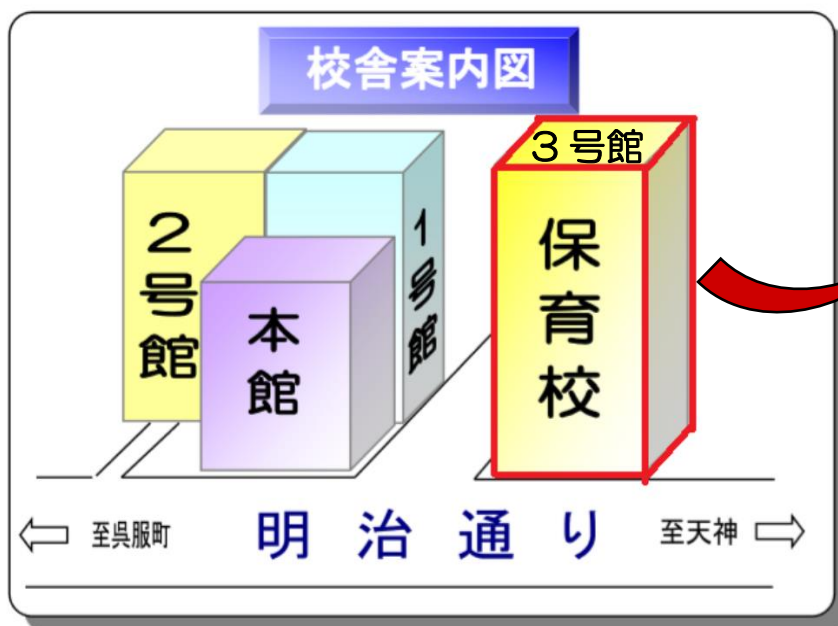 校舎案内図
3号館
2号館
1号館
本館
保育校
至呉服町
明治通り
至天神